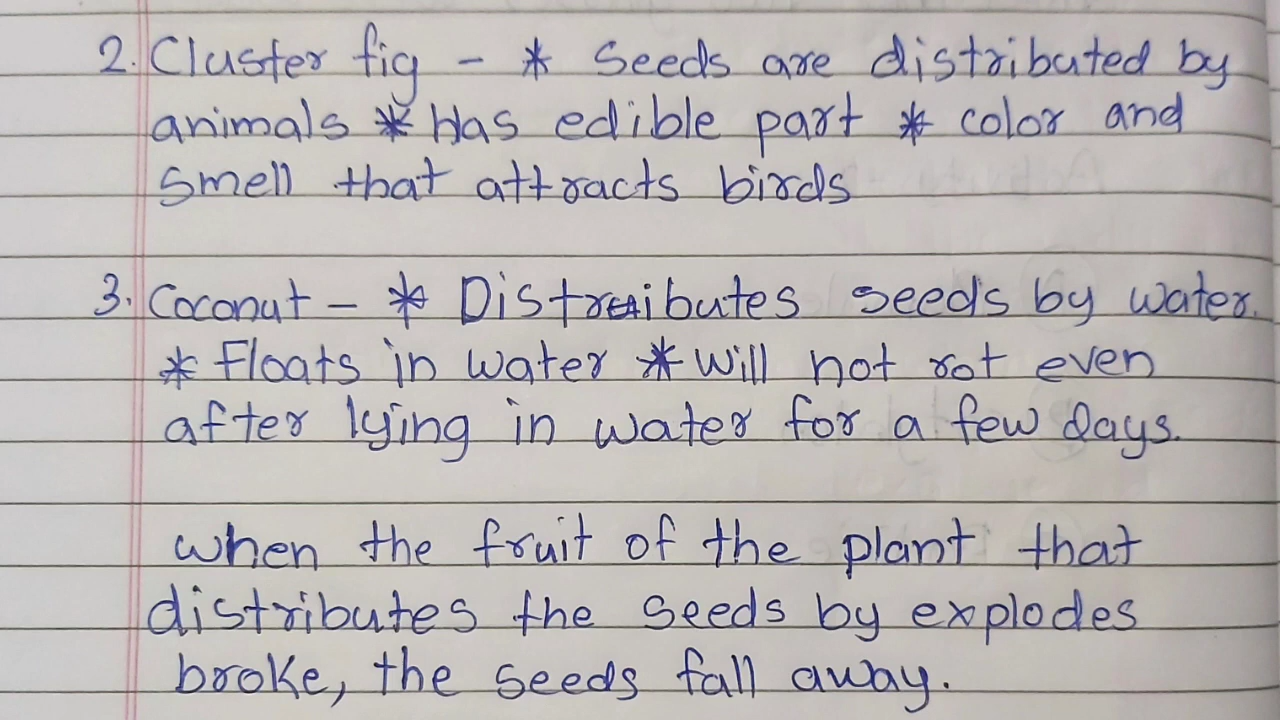 2. Cluster fig - * Seeds are distributed by
animals * Has edible part * color and
smell that attracts birds
3. Coconut - * Distributes seeds by water.
* Floats in water * will not rot even
after lying in water for a few days.
when the fruit of the plant that
distributes the seeds by explodes
broke, the seeds fall away.